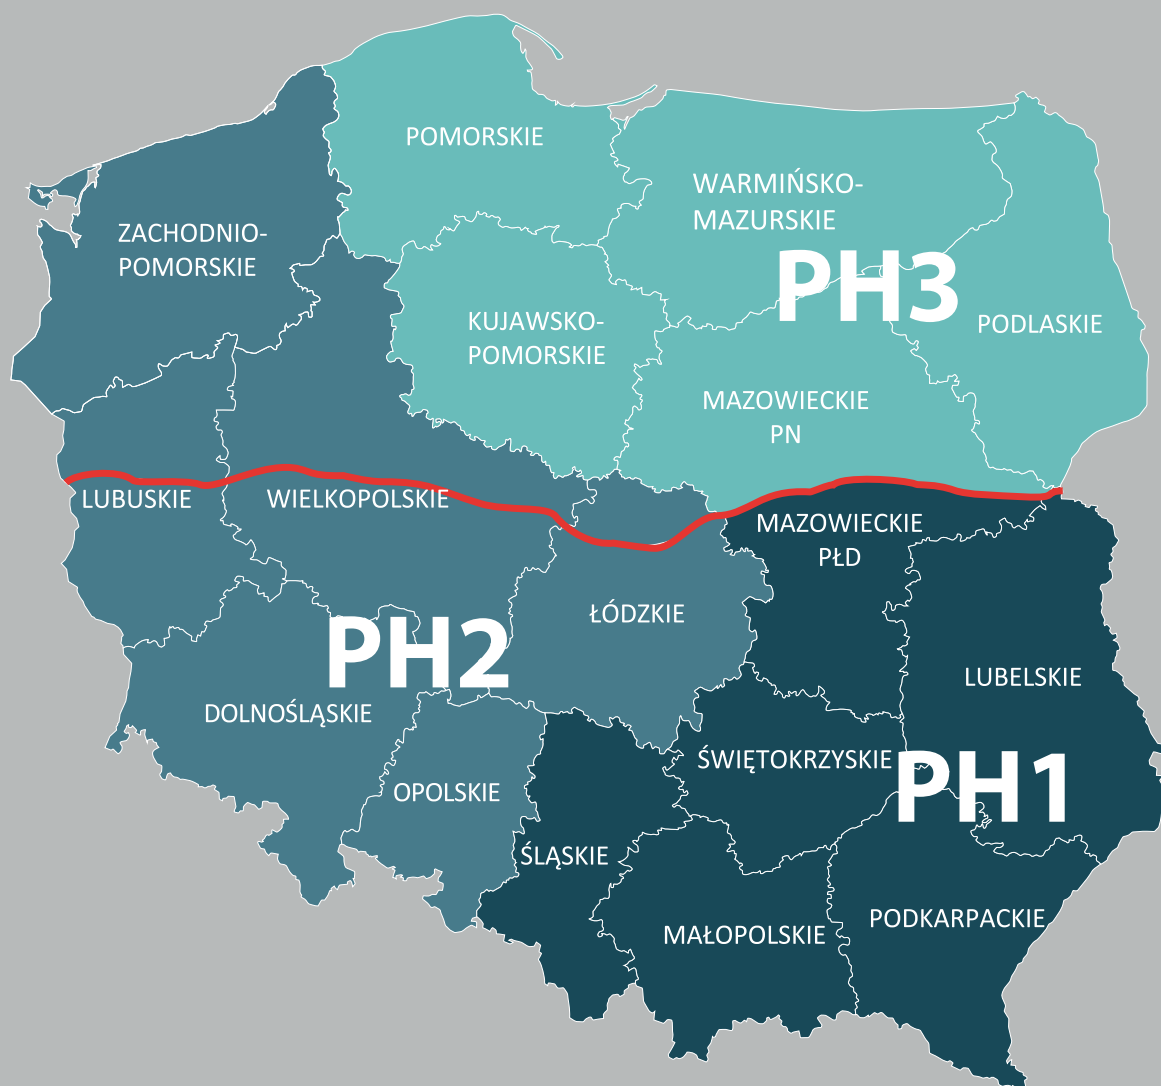 POMORSKIE
WARMIŃSKO-
MAZURSKIE
ZACHODNIO-
POMORSKIE
PH3
KUJAWSKO-
POMORSKIE
PODLASKIE
MAZOWIECKIE
PN
LUBUSKIE
WIELKOPOLSKIE
MAZOWIECKIE
PŁD
ŁÓDZKIE
PH2
LUBELSKIE
DOLNOŚLĄSKIE
ŚWIĘTOKRZYSKIE
PH1
OPOLSKIE
ŚLĄSKIE
PODKARPACKIE
MAŁOPOLSKIE